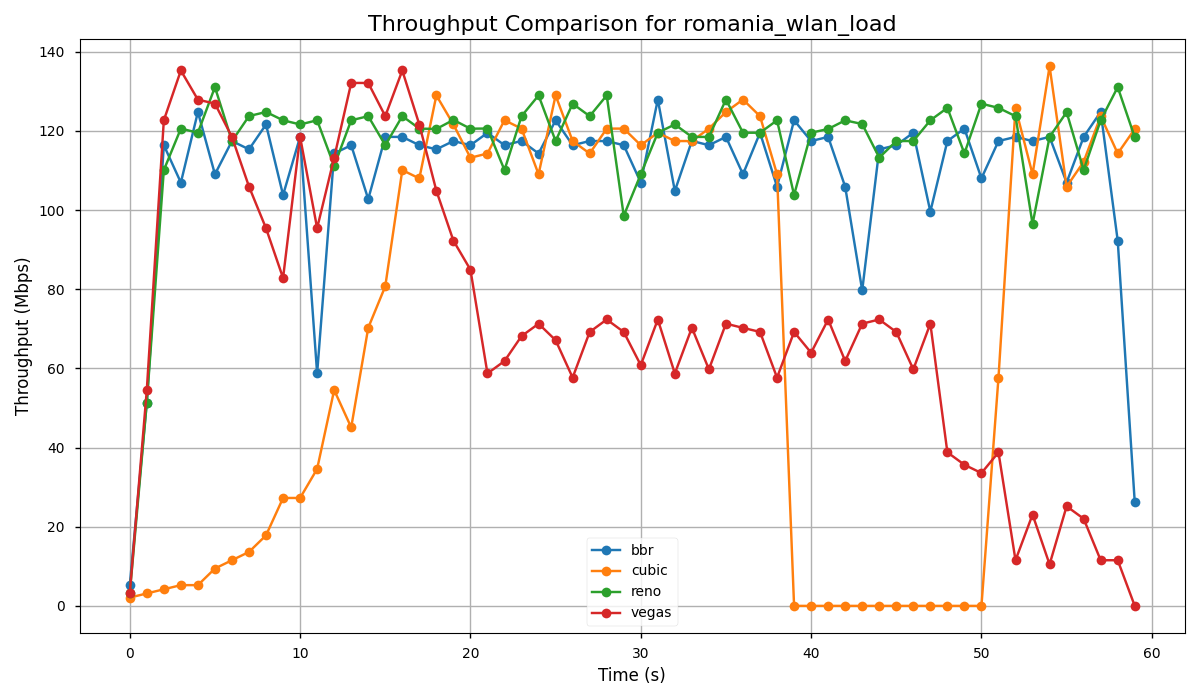 Throughput Comparison for romania_wlan_load
Throughput (Mbps)
140
120
100
80
60
40
20
0
bbr
cubic
reno
vegas
0 10 20 30 40 50 60
Time (s)